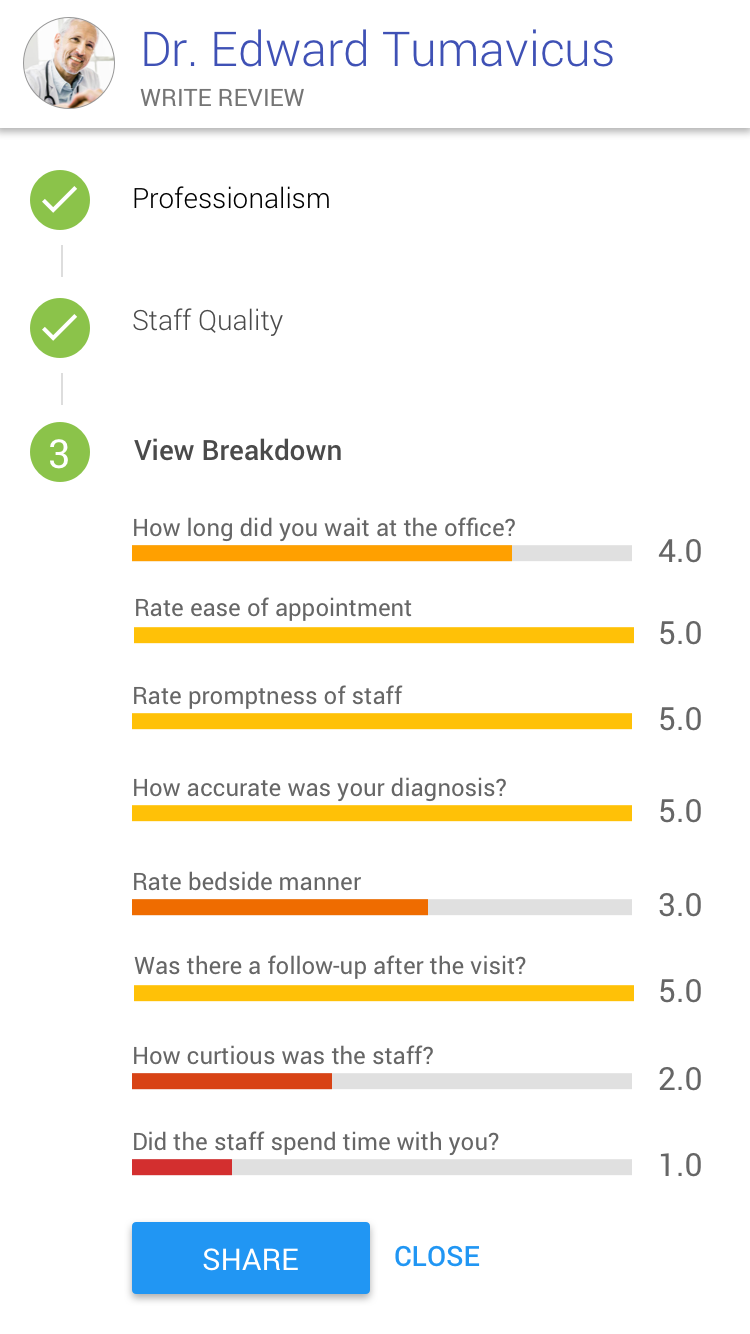 Dr. Edward Tumavicus
WRITE REVIEW
Professionalism
Staff Quality
3
View Breakdown
How long did you wait at the office?
4.0
Rate ease of appointment
5.0
Rate promptness of staff
5.0
How accurate was your diagnosis?
5.0
Rate bedside manner
3.0
Was there a follow-up after the visit?
5.0
How curtious was the staff?
2.0
Did the staff spend time with you?
1.0
SHARE
CLOSE